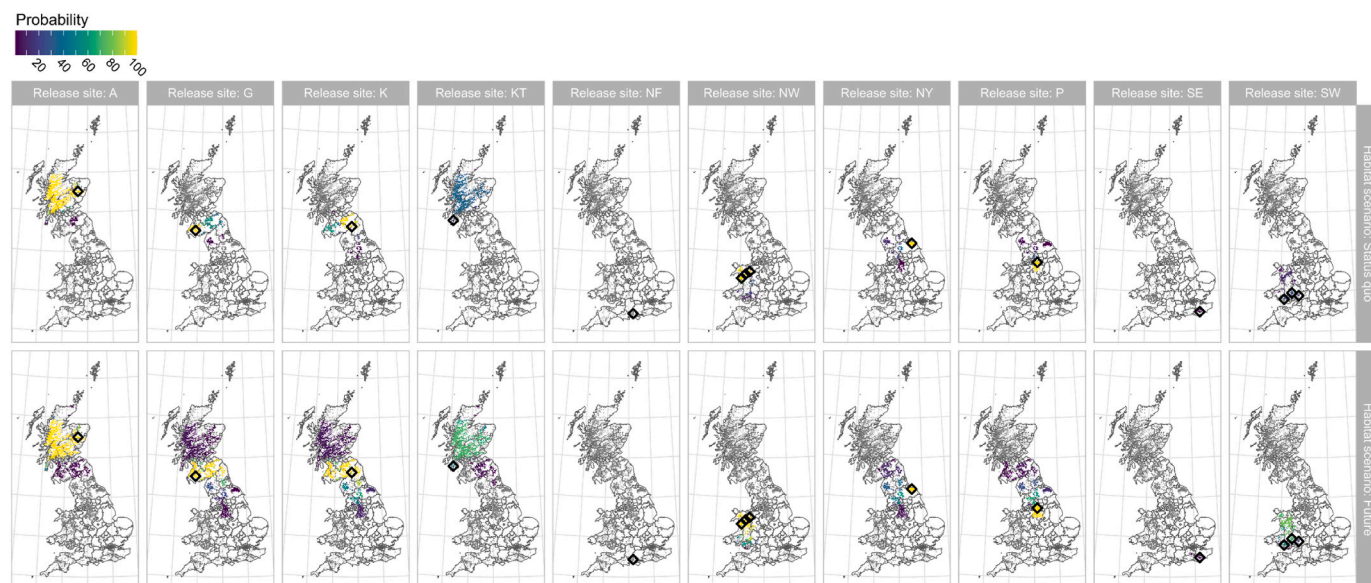 Probability
20 40 60 80 100
Release site: A
Release site: G
Release site: K
Release site: KT
Release site: NF
Release site: NW
Release site: NY
Release site: P
Release site: SE
Release site: SW
Habitat scenario: Status quo
Habitat scenario: Future